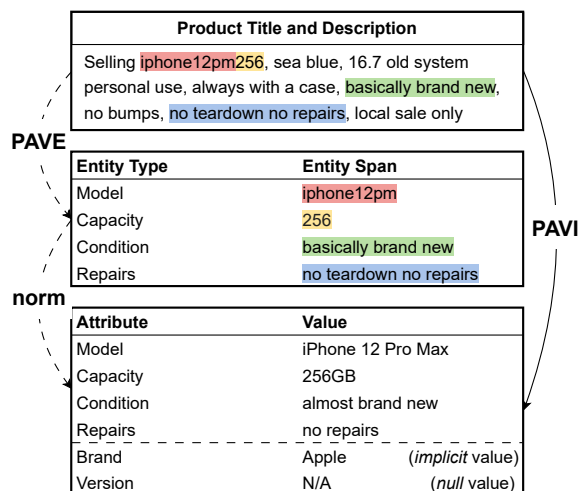 Product Title and Description
Selling iphone12pm256, sea blue, 16.7 old system
personal use, always with a case, basically brand new,
no bumps, no teardown no repairs, local sale only
PAVE
Entity Type Entity Span
Model iphone12pm
Capacity 256
Condition basically brand new
Repairs no teardown no repairs
PAVI
norm
Attribute Value
Model iPhone 12 Pro Max
Capacity 256GB
Condition almost brand new
Repairs no repairs
Brand Apple (implicit value)
Version N/A (null value)